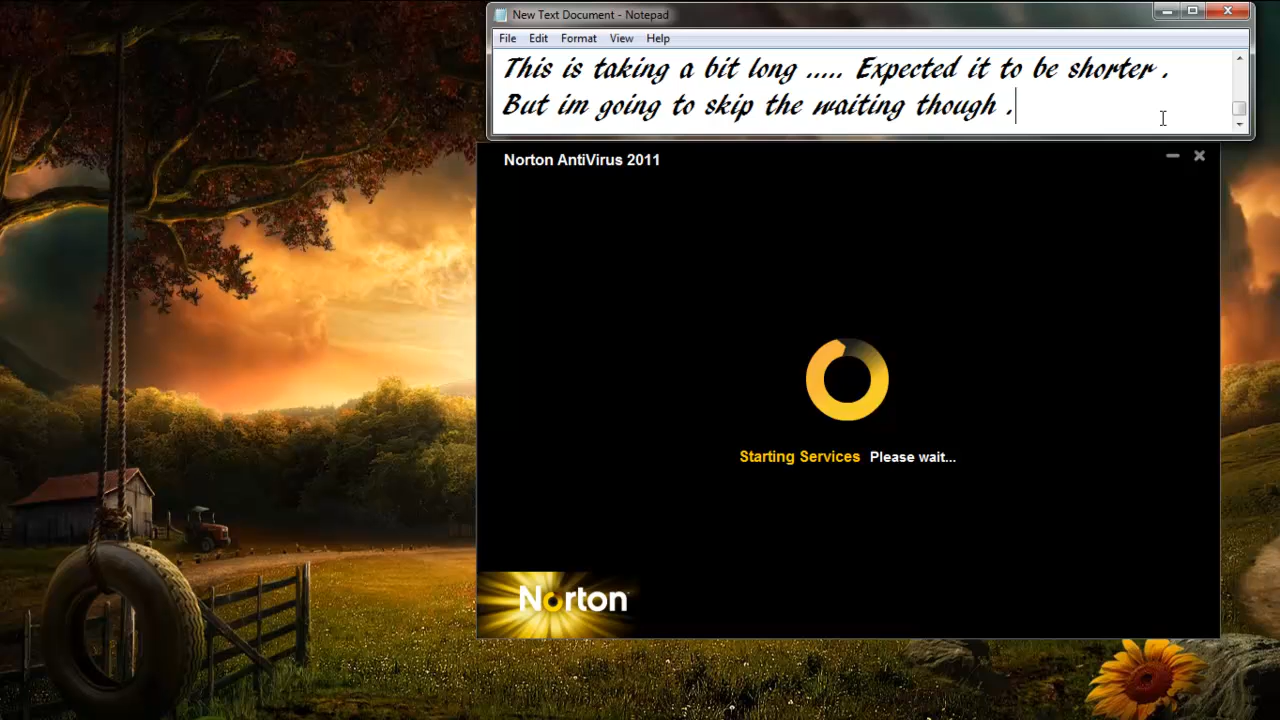 New Text Document - Notepad
File Edit Format View Help
This is taking a bit long ..... Expected it to be shorter .
But im going to skip the waiting though .
Norton AntiVirus 2011
Starting Services Please wait...
Norton